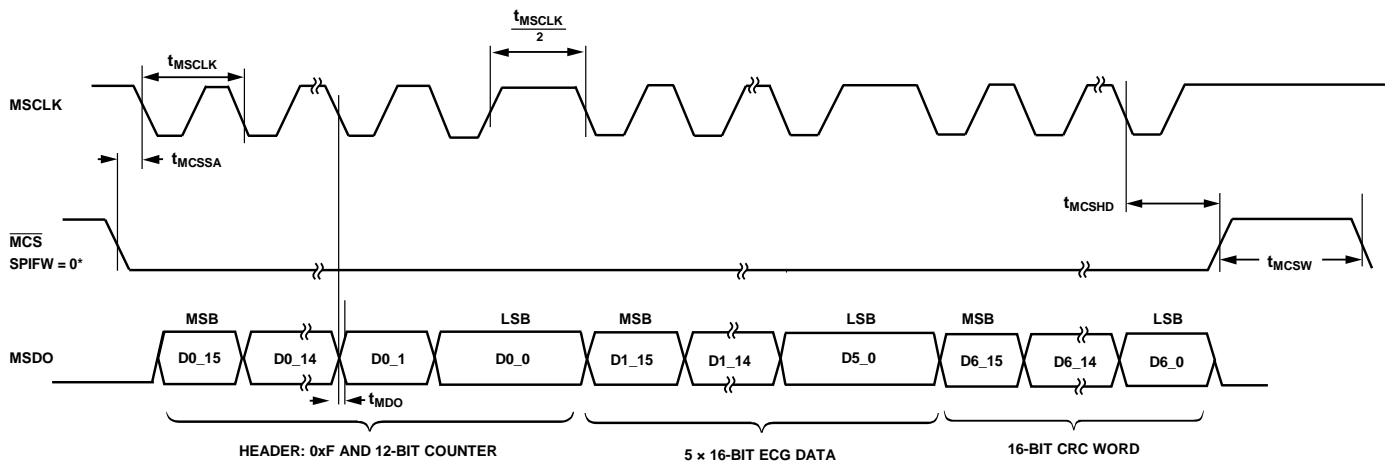 tMSCLK
2
tMSCLK
MSCLK
tMCSSA
tMCSHD
MCS
SPIFW = 0*
tMCSW
MSB LSB MSB LSB MSB LSB
MSDO D0_15 D0_14 D0_1 D0_0 D1_15 D1_14 D5_0 D6_15 D6_14 D6_0
tMDO
HEADER: 0xF AND 12-BIT COUNTER
5 × 16-BIT ECG DATA
16-BIT CRC WORD